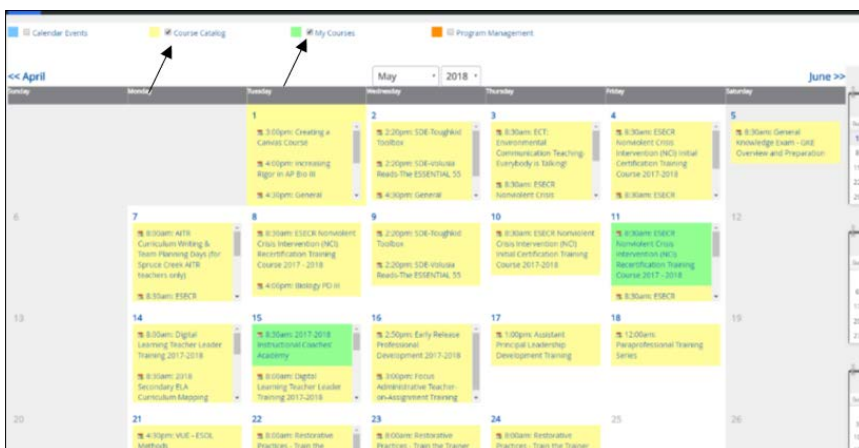 Calendar Events
Course Catalog
My Courses
Program Management
<< April
May
2018
June >>
Sunday
Monday
Tuesday
Wednesday
Thursday
Friday
Saturday
1
3:00pm: Creating a
Canvas Course
4:00pm: Increasing
Rigor in AP Bio III
4:30pm: General
2
2:20pm: SDE-Toughkid
Toolbox
2:20pm: SDE-Volusia
Reads-The ESSENTIAL 55
4:30pm: General
3
8:30am: ECT:
Environmental
Communication Teaching-
Everybody is Talking!
8:30am: ESECR
Nonviolent Crisis
4
8:30am: ESECR
Nonviolent Crisis
Intervention (NCI) Initial
Certification Training
Course 2017-2018
8:30am: ESECR
5
8:30am: General
Knowledge Exam - GKE
Overview and Preparation
6
7
8:00am: AITR
Curriculum Writing &
Team Planning Days (for
Spruce Creek AITR
teachers only)
8:30am: ESECR
8
8:30am: ESECR Nonviolent
Crisis Intervention (NCI)
Recertification Training
Course 2017 - 2018
4:00pm: Biology PD III
9
2:20pm: SDE-Toughkid
Toolbox
2:20pm: SDE-Volusia
Reads-The ESSENTIAL 55
10
8:30am: ESECR Nonviolent
Crisis Intervention (NCI)
Initial Certification Training
Course 2017-2018
11
8:30am: ESECR
Nonviolent Crisis
Intervention (NCI)
Recertification Training
Course 2017 - 2018
8:30am: ESECR
12
13
14
8:00am: Digital
Learning Teacher Leader
Training 2017-2018
8:30am: 2018
Secondary ELA
Curriculum Mapping
15
8:30am: 2017-2018
Instructional Coaches
Academy
8:00am: Digital
Learning Teacher Leader
Training 2017-2018
16
2:50pm: Early Release
Professional
Development 2017-2018
3:00pm: Focus
Administrative Teacher-
on-Assignment Training
17
1:00pm: Assistant
Principal Leadership
Development Training
18
12:00am:
Paraprofessional Training
Series
19
20
21
4:30pm: VUE - ESOL
Methods
22
8:00am: Restorative
Practices - Train the
23
8:00am: Restorative
Practices - Train the Trainer
24
8:00am: Restorative
Practices - Train the Trainer
25
26